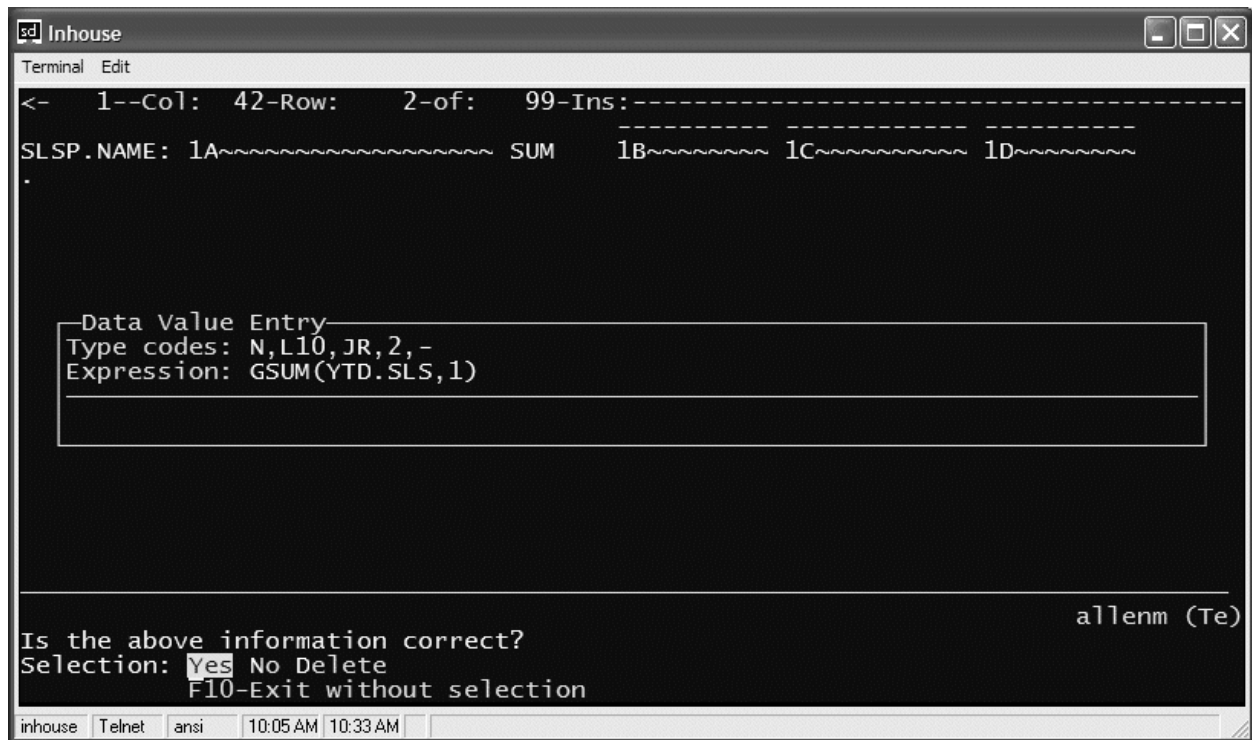 sd Inhouse
Terminal Edit
<-   1--Col:  42-Row:    2-of:   99-Ins:----------------------------------------
                                    ---------- ------------ ----------
SLSP.NAME: 1A~~~~~~~~~~~~~~~~~~ SUM    1B~~~~~~~~ 1C~~~~~~~~~~ 1D~~~~~~~~
.
Data Value Entry
Type codes: N,L10,JR,2,-
Expression: GSUM(YTD.SLS,1)
allenm (Te)
Is the above information correct?
Selection: Yes No Delete
F10-Exit without selection
inhouse Telnet ansi 10:05 AM 10:33 AM